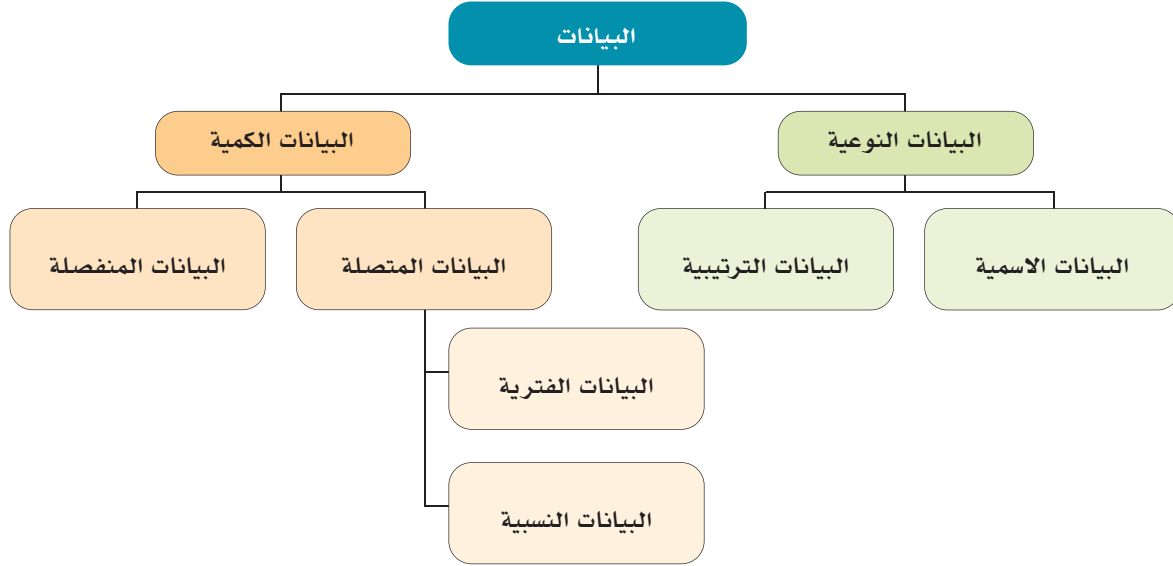 البيانات
البيانات النوعية
البيانات الكمية
البيانات الاسمية
البيانات الترتيبية
البيانات المتصلة
البيانات المنفصلة
البيانات الفترية
البيانات النسبية